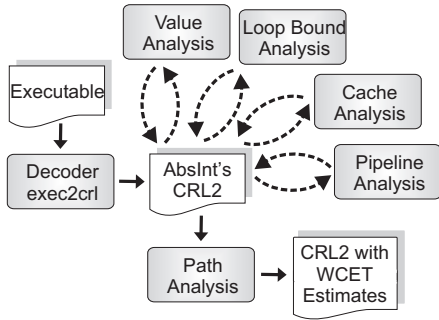 Value
Analysis
Loop Bound
Analysis
Executable
Cache
Analysis
Decoder
exec2crl
AbsInt's
CRL2
Pipeline
Analysis
Path
Analysis
CRL2 with
WCET
Estimates